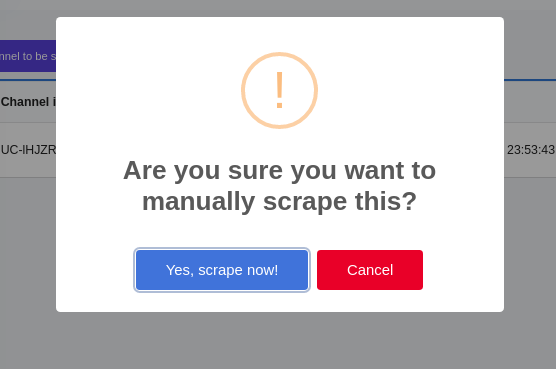 nnel to be s
Channel i
UC-lHJZR
23:53:43
!
Are you sure you want to
manually scrape this?
Yes, scrape now!
Cancel